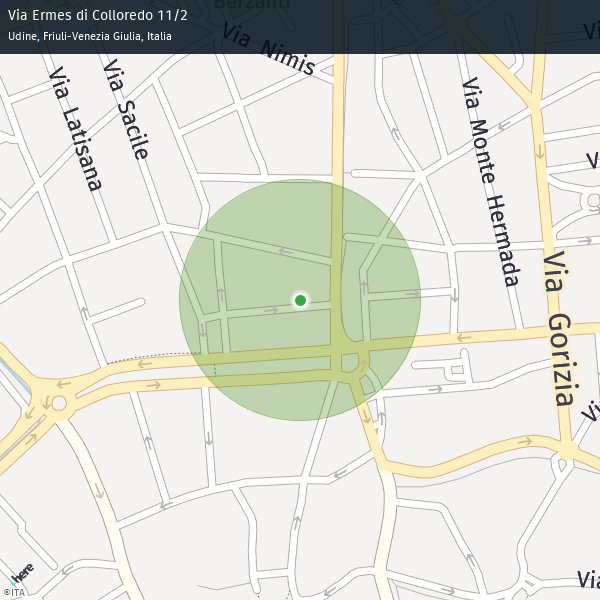 Via Ermes di Colloredo 11/2
Udine, Friuli-Venezia Giulia, Italia
Berzanti
Via Nimis
Via Sacile
Via Latisana
Via Monte Hermada
Via Gorizia
Via
here
©ITA